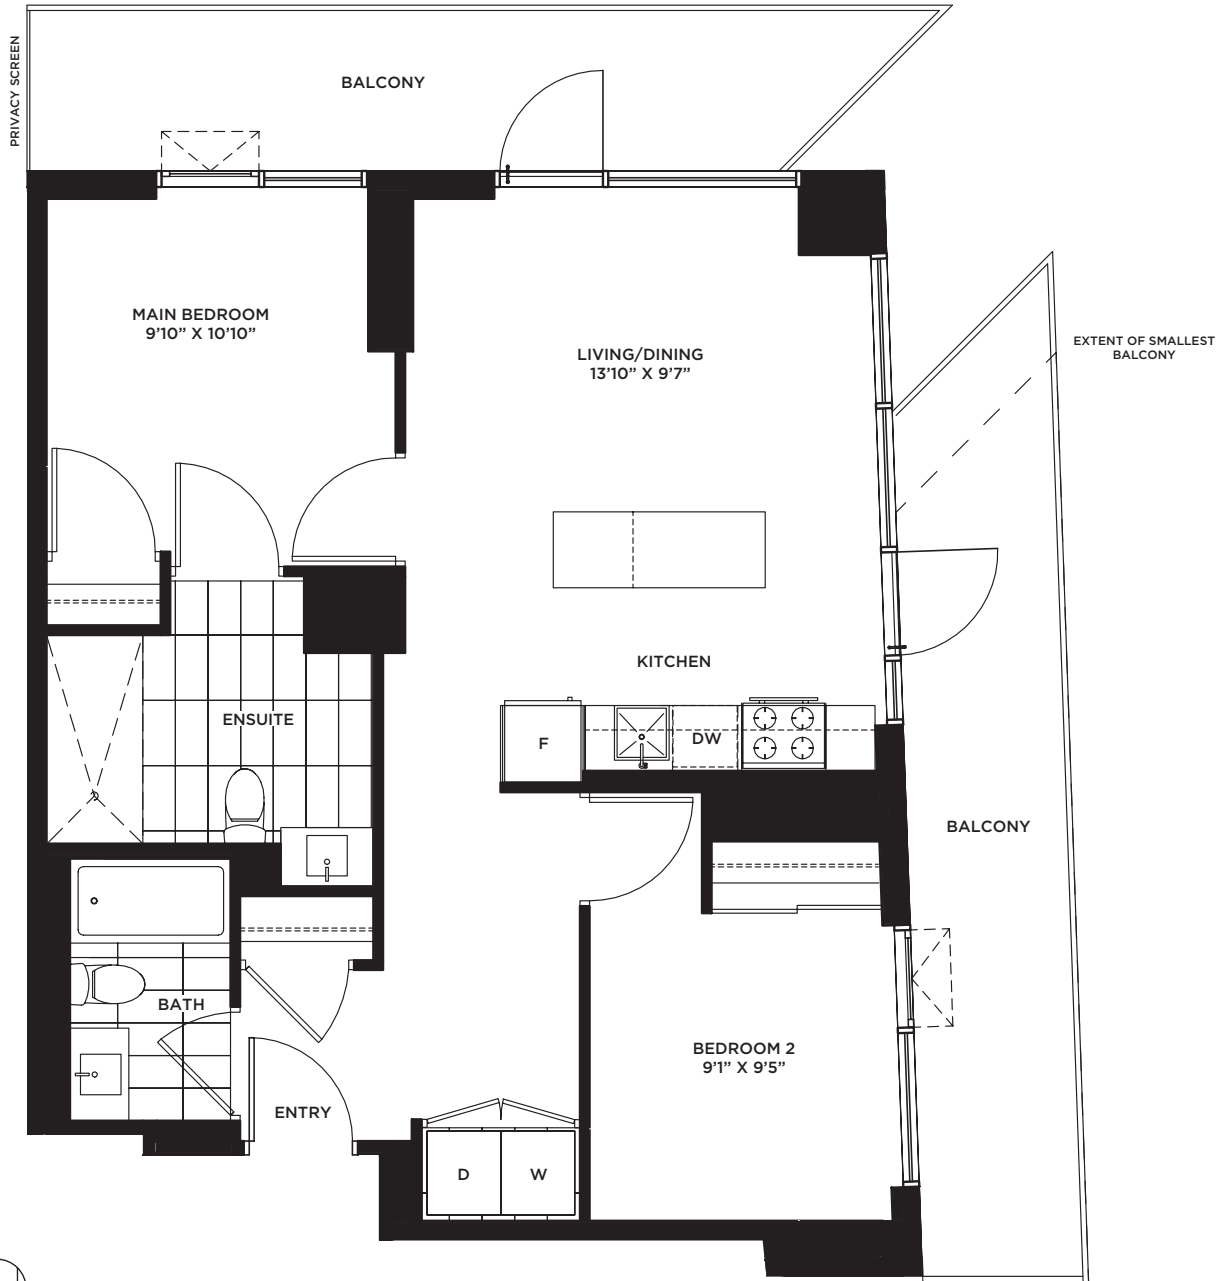 PRIVACY SCREEN
BALCONY
MAIN BEDROOM
9'10” X 10'10”
LIVING/DINING
13'10” X 9'7”
EXTENT OF SMALLEST
BALCONY
KITCHEN
ENSUITE
F
DW
BALCONY
BATH
BEDROOM 2
9'1” X 9'5”
ENTRY
D
W